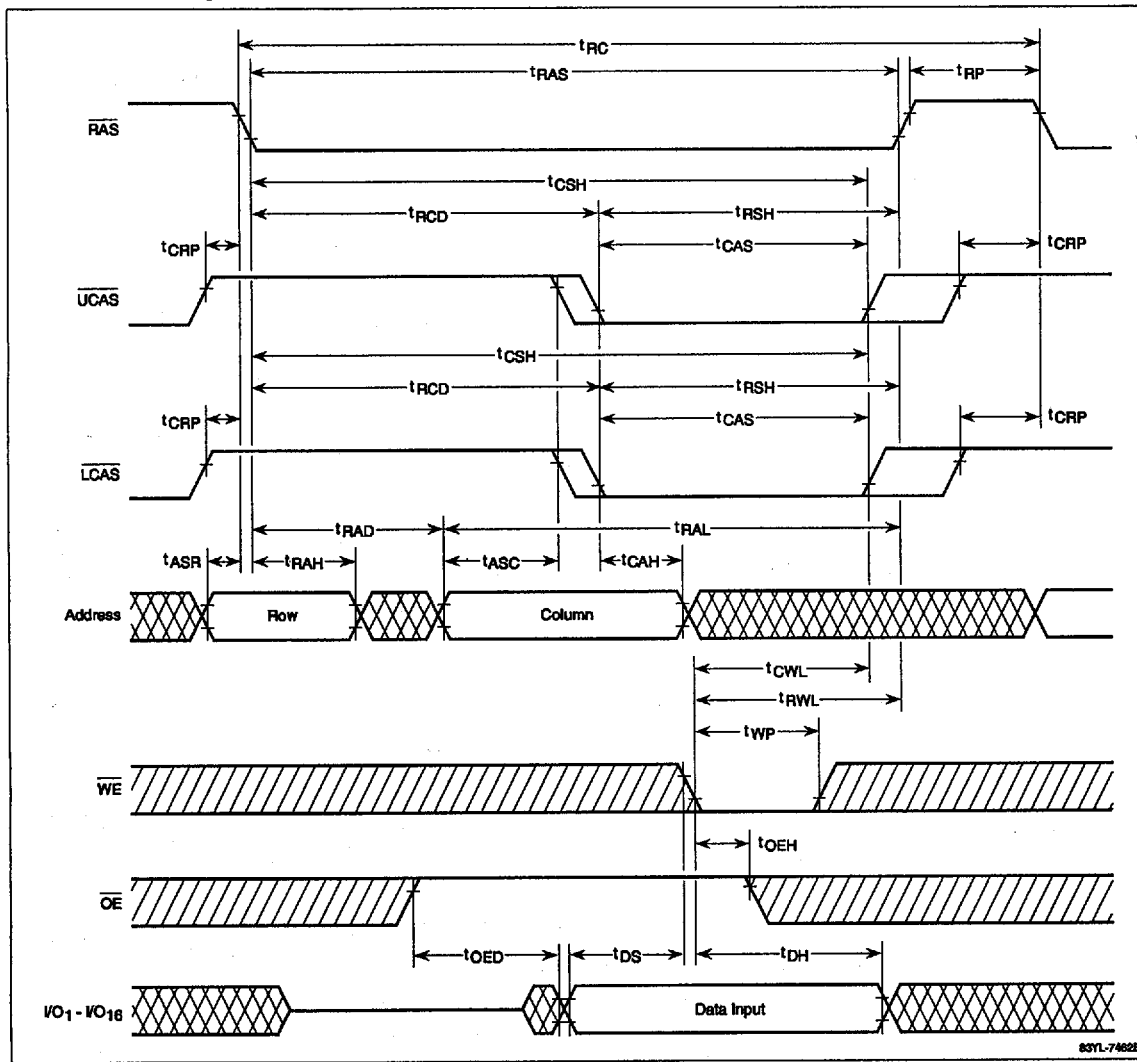 tRC
tRAS
tRP
RAS
tCSH
tRCD
tRSH
tCRP
tCAS
tCRP
UCAS
tCSH
tRCD
tRSH
tCRP
tCAS
tCRP
LCAS
tRAD
tRAL
tASR
tRAH
tASC
tCAH
Address
Row
Column
tCWL
tRWL
tWP
WE
tOEH
OE
tOED
tDS
tDH
I/O1 - I/O16
Data Input
83YL-7462B